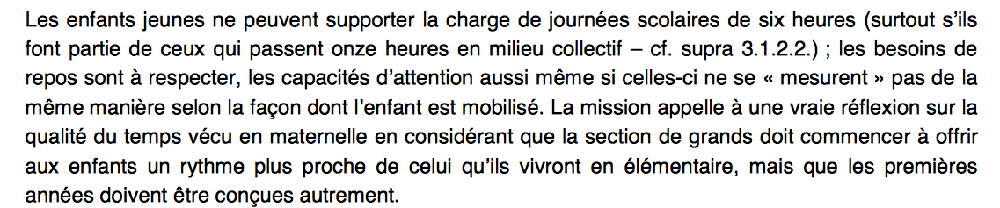 Les enfants jeunes ne peuvent supporter la charge de journées scolaires de six heures (surtout s’ils
font partie de ceux qui passent onze heures en milieu collectif – cf. supra 3.1.2.2.) ; les besoins de
repos sont à respecter, les capacités d’attention aussi même si celles-ci ne se « mesurent » pas de la
même manière selon la façon dont l’enfant est mobilisé. La mission appelle à une vraie réflexion sur la
qualité du temps vécu en maternelle en considérant que la section de grands doit commencer à offrir
aux enfants un rythme plus proche de celui qu’ils vivront en élémentaire, mais que les premières
années doivent être conçues autrement.